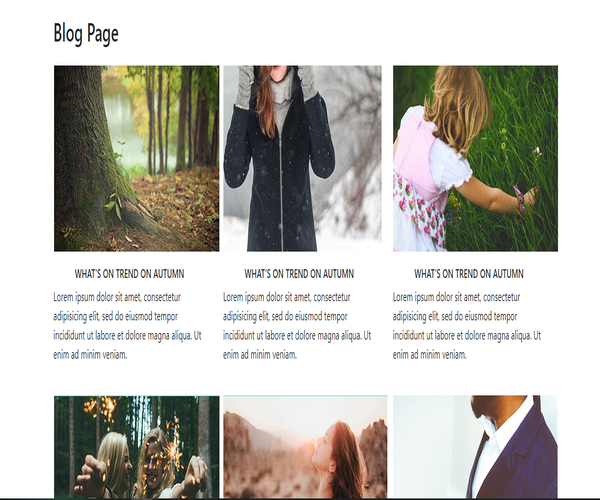 Blog Page
WHAT'S ON TREND ON AUTUMN
Lorem ipsum dolor sit amet, consectetur
adipisicing elit, sed do eiusmod tempor
incididunt ut labore et dolore magna aliqua. Ut
enim ad minim veniam.
WHAT'S ON TREND ON AUTUMN
Lorem ipsum dolor sit amet, consectetur
adipisicing elit, sed do eiusmod tempor
incididunt ut labore et dolore magna aliqua. Ut
enim ad minim veniam.
WHAT'S ON TREND ON AUTUMN
Lorem ipsum dolor sit amet, consectetur
adipisicing elit, sed do eiusmod tempor
incididunt ut labore et dolore magna aliqua. Ut
enim ad minim veniam.